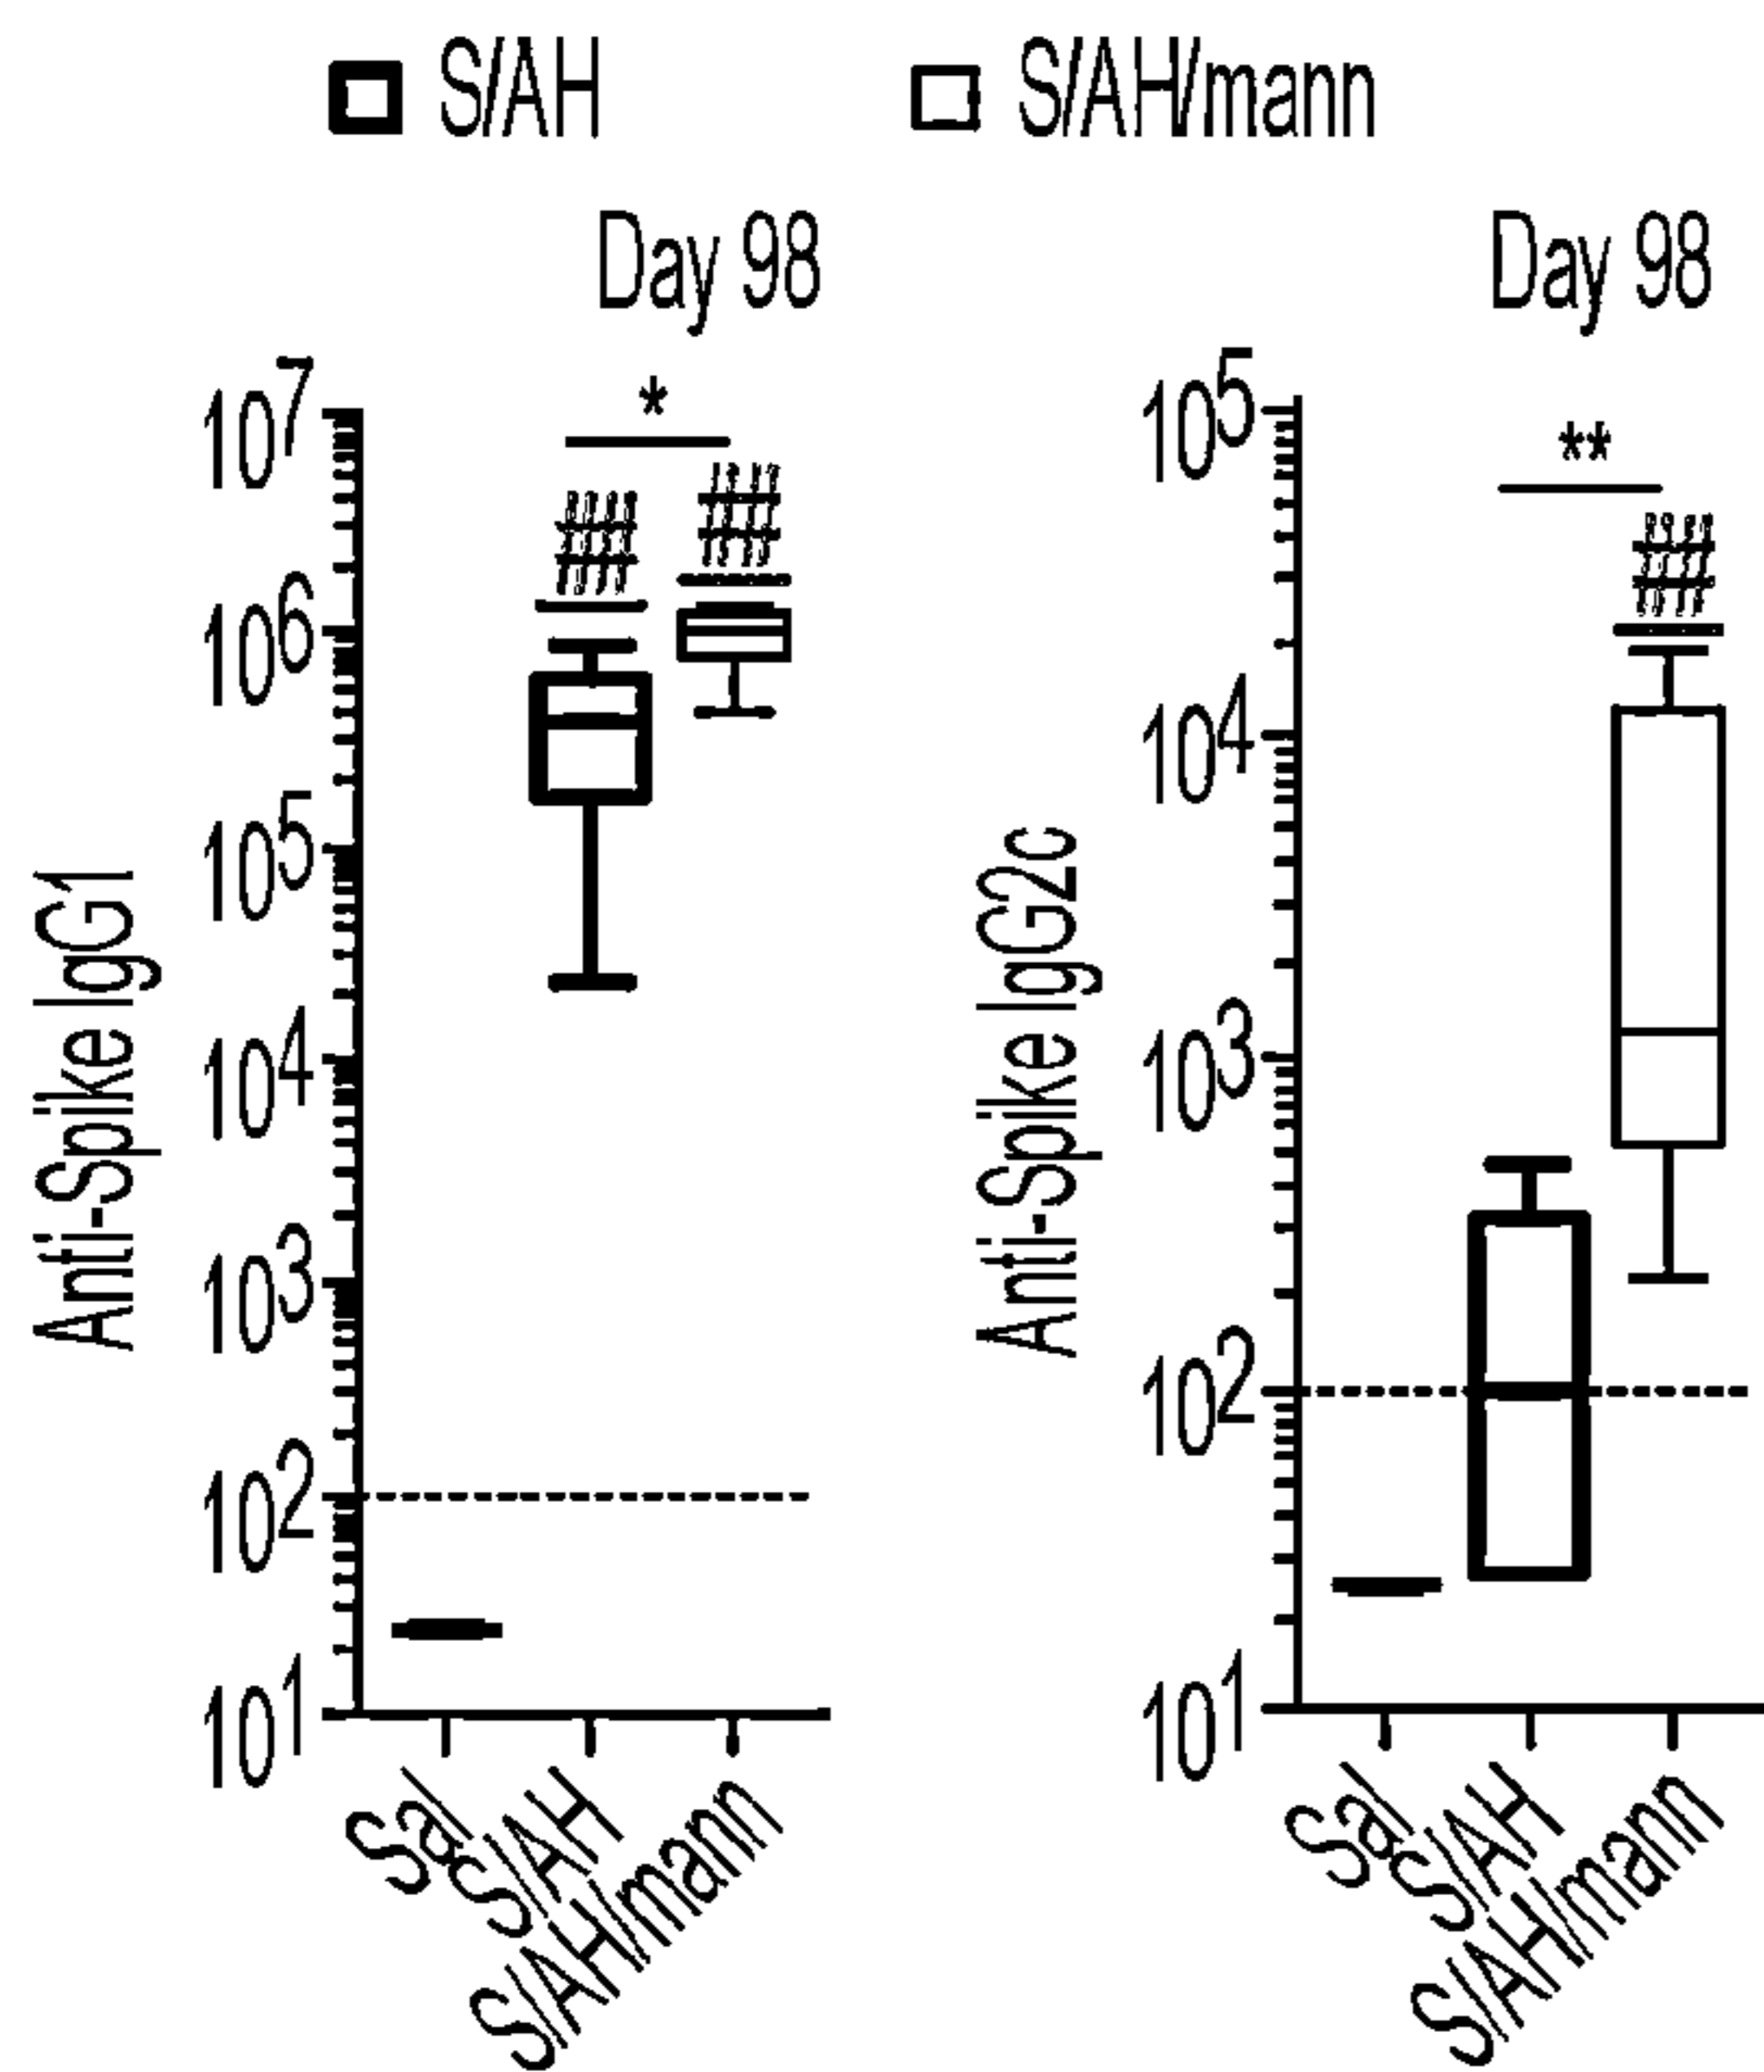 S/AH
S/AH/mann
Day 98
Day 98
Anti-Spike IgG1
10^7
10^6
10^5
10^4
10^3
10^2
10^1
*
##
##
Sal
S/AH
S/AH/mann
Anti-Spike IgG2c
10^5
10^4
10^3
10^2
10^1
**
##
Sal
S/AH
S/AH/mann